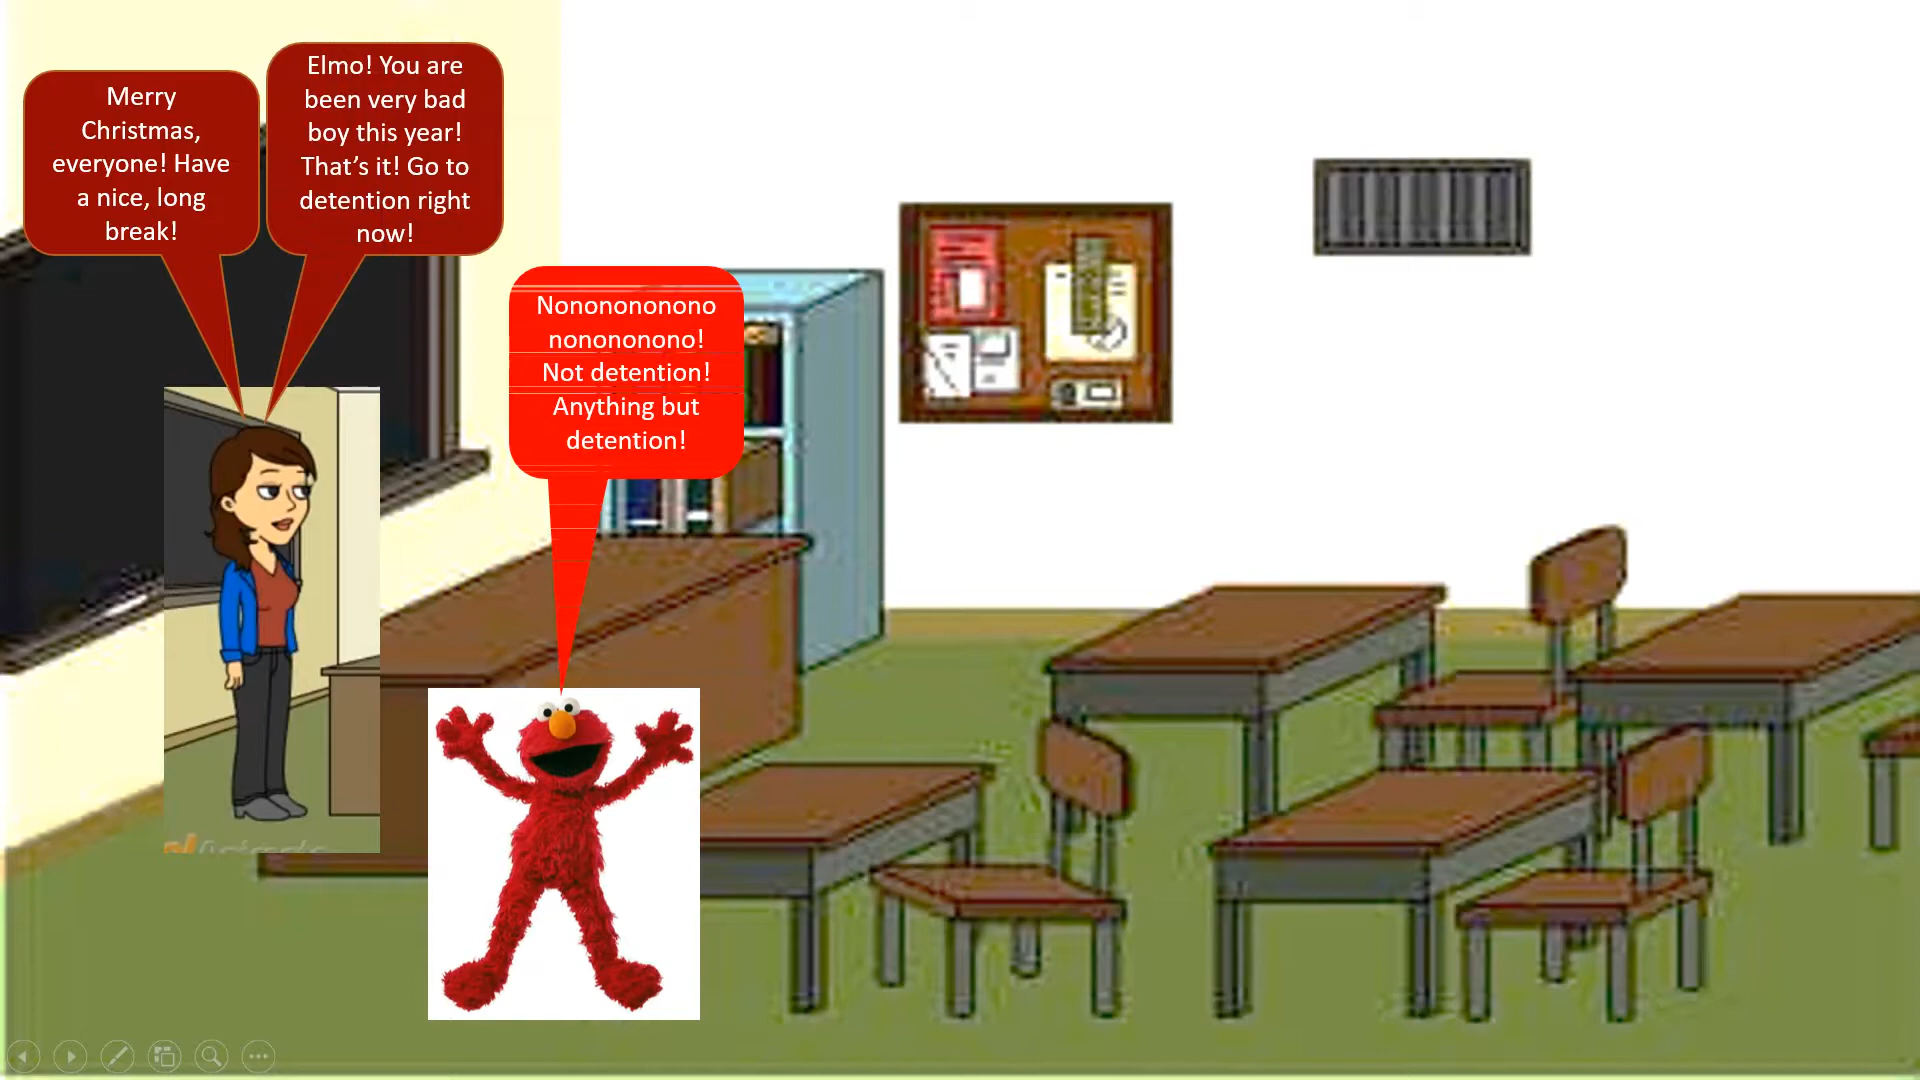 Merry
Christmas,
everyone! Have
a nice, long
break!
Elmo! You are
been very bad
boy this year!
That’s it! Go to
detention right
now!
Nononononono
nonononono!
Not detention!
Anything but
detention!